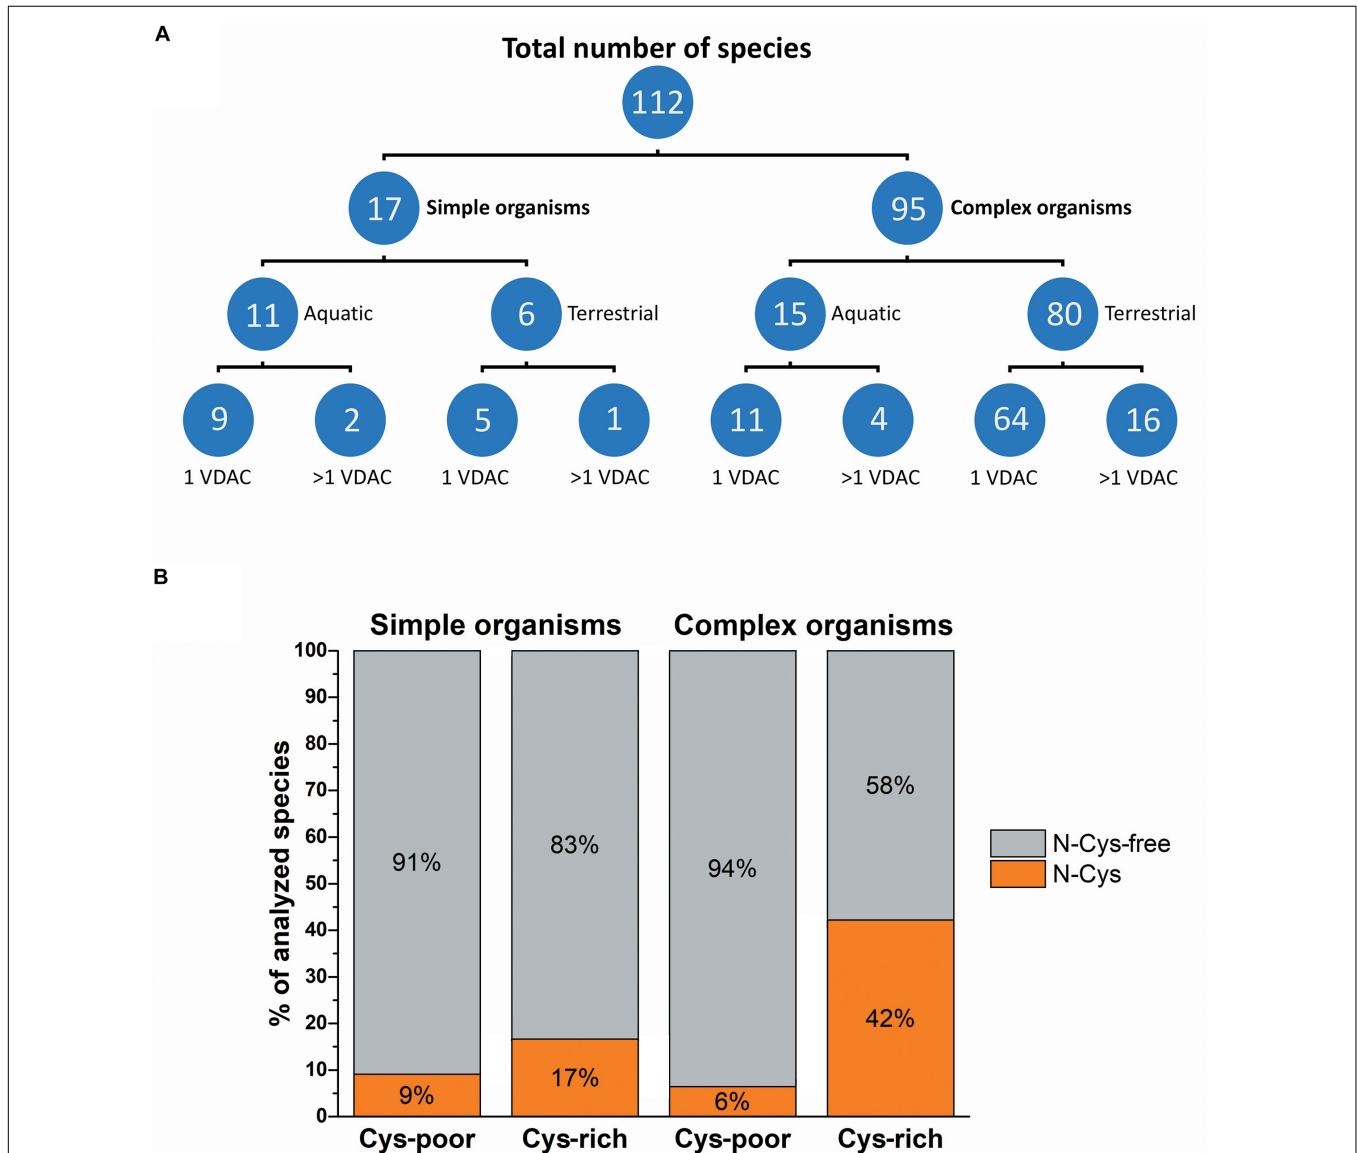 A
Total number of species
112
17 Simple organisms
95 Complex organisms
11 Aquatic
6 Terrestrial
15 Aquatic
80 Terrestrial
9 2 5 1 11 4 64 16
1 VDAC >1 VDAC 1 VDAC >1 VDAC 1 VDAC >1 VDAC 1 VDAC >1 VDAC
B
Simple organisms Complex organisms
% of analyzed species
100
90
80
70
60
50
40
30
20
10
0
91%
9%
83%
17%
94%
6%
58%
42%
N-Cys-free
N-Cys
Cys-poor Cys-rich Cys-poor Cys-rich